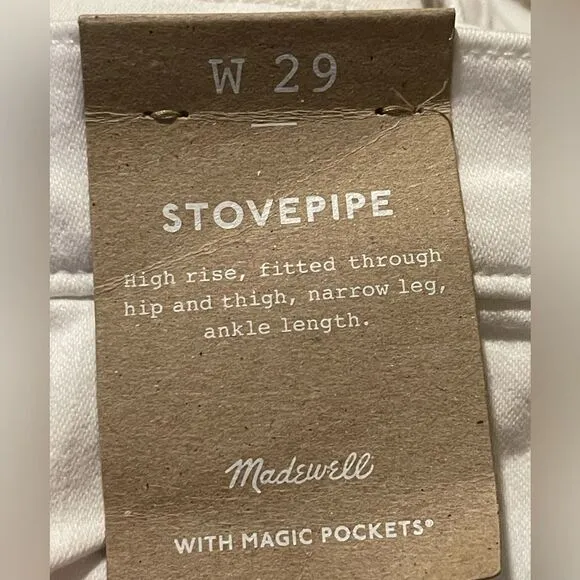 W 29
STOVEPIPE
High rise, fitted through
hip and thigh, narrow leg,
ankle length.
Madewell
WITH MAGIC POCKETS®